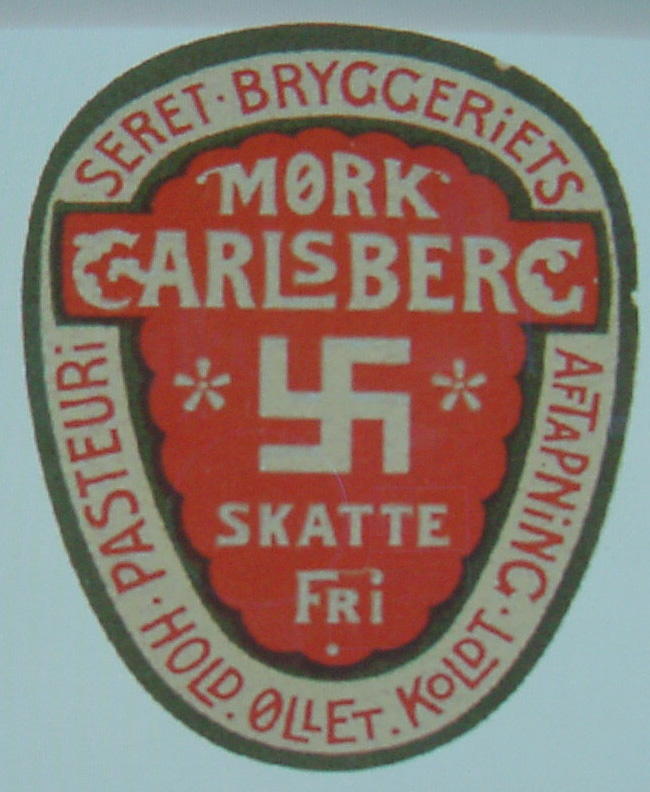 PASTEURI
SERET · BRYGGERIETS
AFTAPNING ·
HOLD. ØLLET. KOLDT ·
MØRK
CARLSBERG
SKATTE
FRI